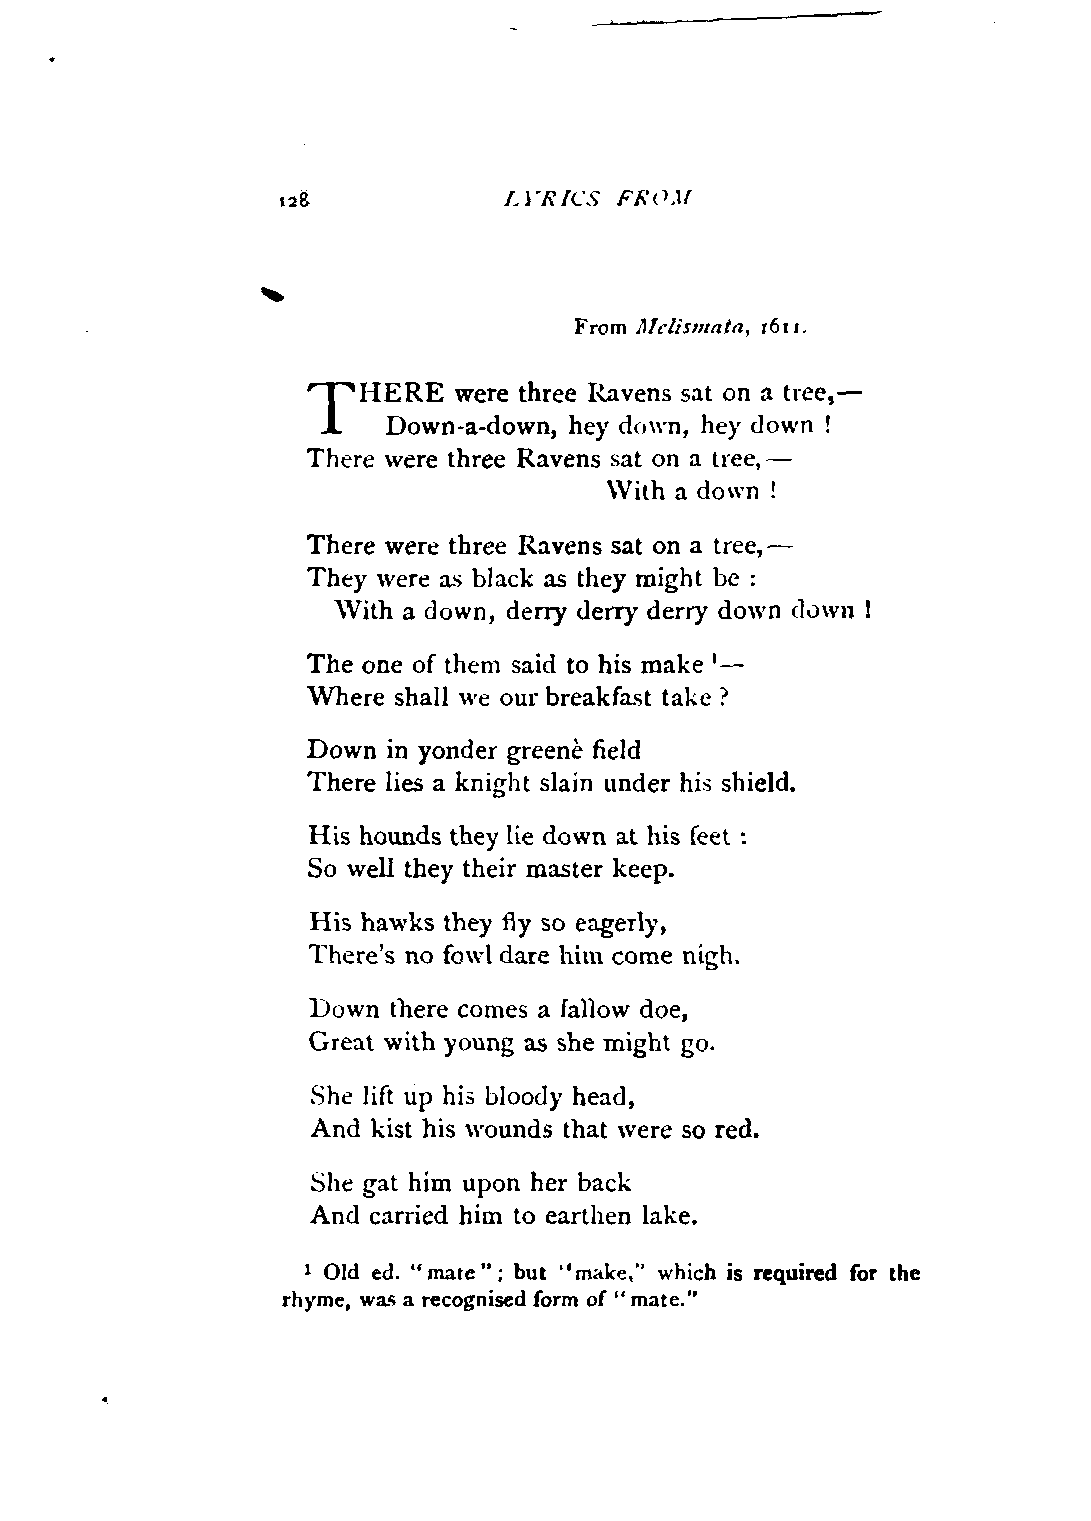 128 LYRICS FROM
From Melismata, 1611.
THERE were three Ravens sat on a tree,—
Down-a-down, hey down, hey down !
There were three Ravens sat on a tree,—
With a down !
There were three Ravens sat on a tree,—
They were as black as they might be :
With a down, derry derry derry down down !
The one of them said to his make ¹—
Where shall we our breakfast take ?
Down in yonder greenè field
There lies a knight slain under his shield.
His hounds they lie down at his feet :
So well they their master keep.
His hawks they fly so eagerly,
There's no fowl dare him come nigh.
Down there comes a fallow doe,
Great with young as she might go.
She lift up his bloody head,
And kist his wounds that were so red.
She gat him upon her back
And carried him to earthen lake.
¹ Old ed. "mate"; but "make," which is required for the
rhyme, was a recognised form of "mate."